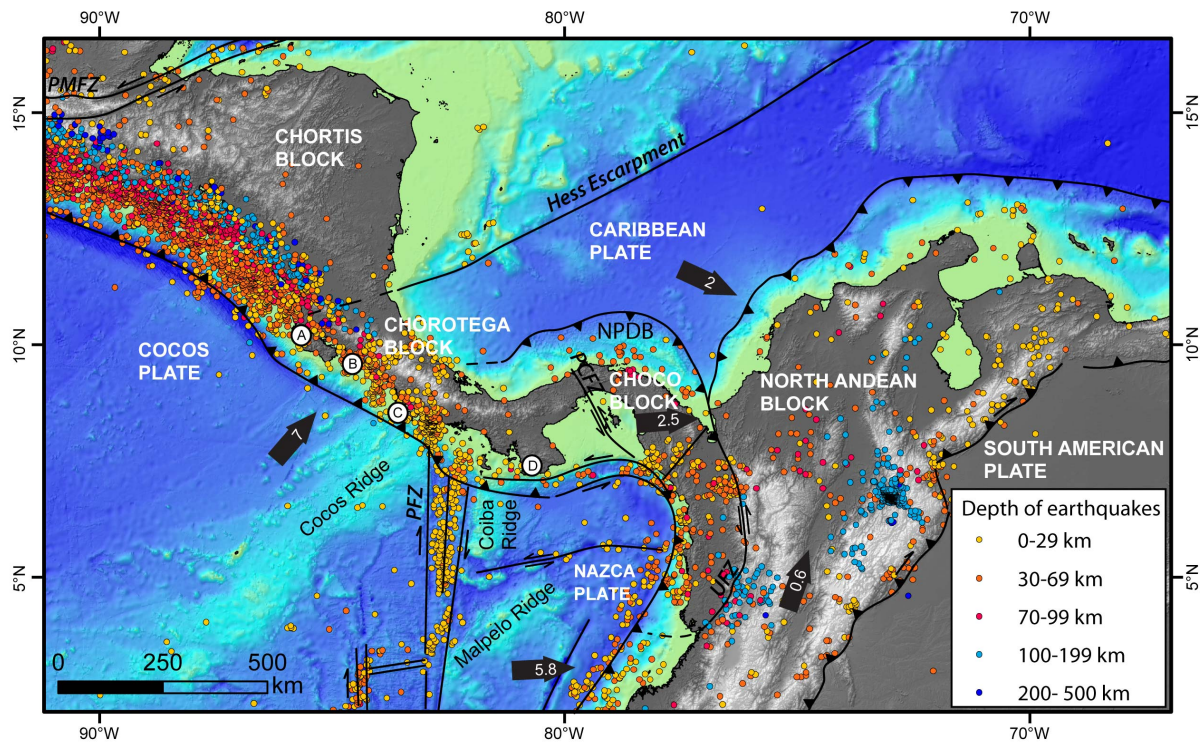 90°W
80°W
70°W
PMFZ
15°N
15°N
CHORTIS
BLOCK
Hess Escarpment
CARIBBEAN
PLATE
2
A
CHOROTEGA
BLOCK
NPDB
10°N
10°N
COCOS
PLATE
B
CHOCO
BLOCK
NORTH ANDEAN
BLOCK
C
2.5
7
SOUTH AMERICAN
PLATE
D
Cocos Ridge
PFZ
Coiba
Ridge
5°N
5°N
NAZCA
PLATE
UFZ
0.6
Malpelo Ridge
5.8
0
250
500
km
Depth of earthquakes
0-29 km
30-69 km
70-99 km
100-199 km
200- 500 km
90°W
80°W
70°W